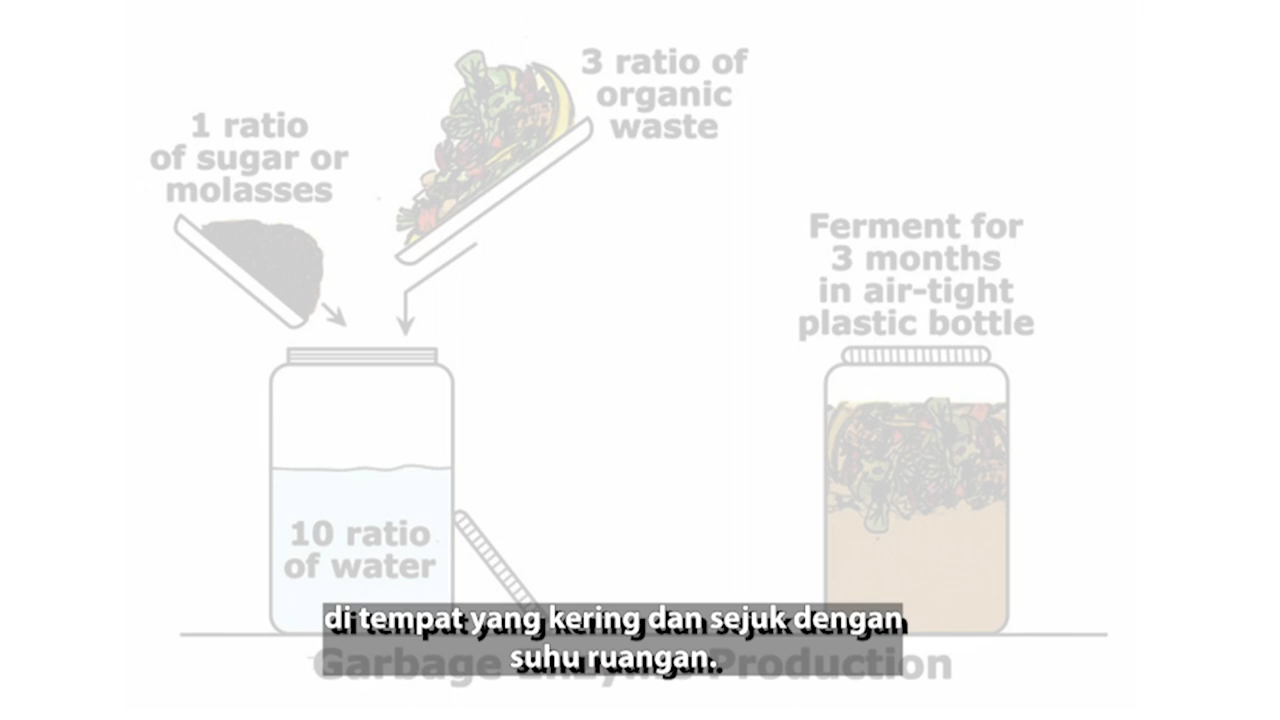 3 ratio of
organic
waste
1 ratio
of sugar or
molasses
Ferment for
3 months
in air-tight
plastic bottle
10 ratio
of water
di tempat yang kering dan sejuk dengan
suhu ruangan.
Garbage Enzyme Production